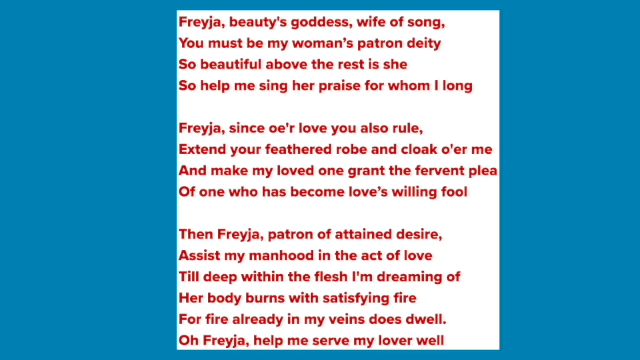 Freyja, beauty's goddess, wife of song,
You must be my woman’s patron deity
So beautiful above the rest is she
So help me sing her praise for whom I long

Freyja, since oe'r love you also rule,
Extend your feathered robe and cloak o'er me
And make my loved one grant the fervent plea
Of one who has become love’s willing fool

Then Freyja, patron of attained desire,
Assist my manhood in the act of love
Till deep within the flesh I'm dreaming of
Her body burns with satisfying fire
For fire already in my veins does dwell.
Oh Freyja, help me serve my lover well